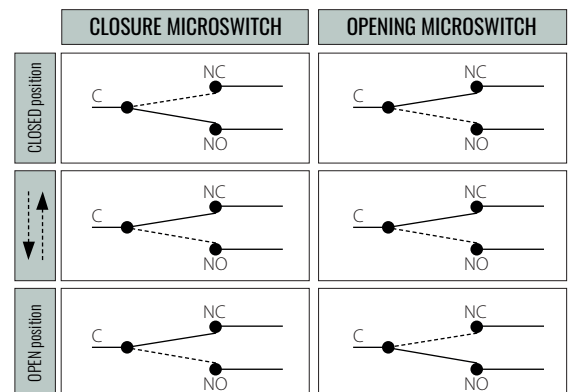 CLOSURE MICROSWITCH
OPENING MICROSWITCH
CLOSED position
C
NC
NO
C
NC
NO
C
NC
NO
C
NC
NO
OPEN position
C
NC
NO
C
NC
NO